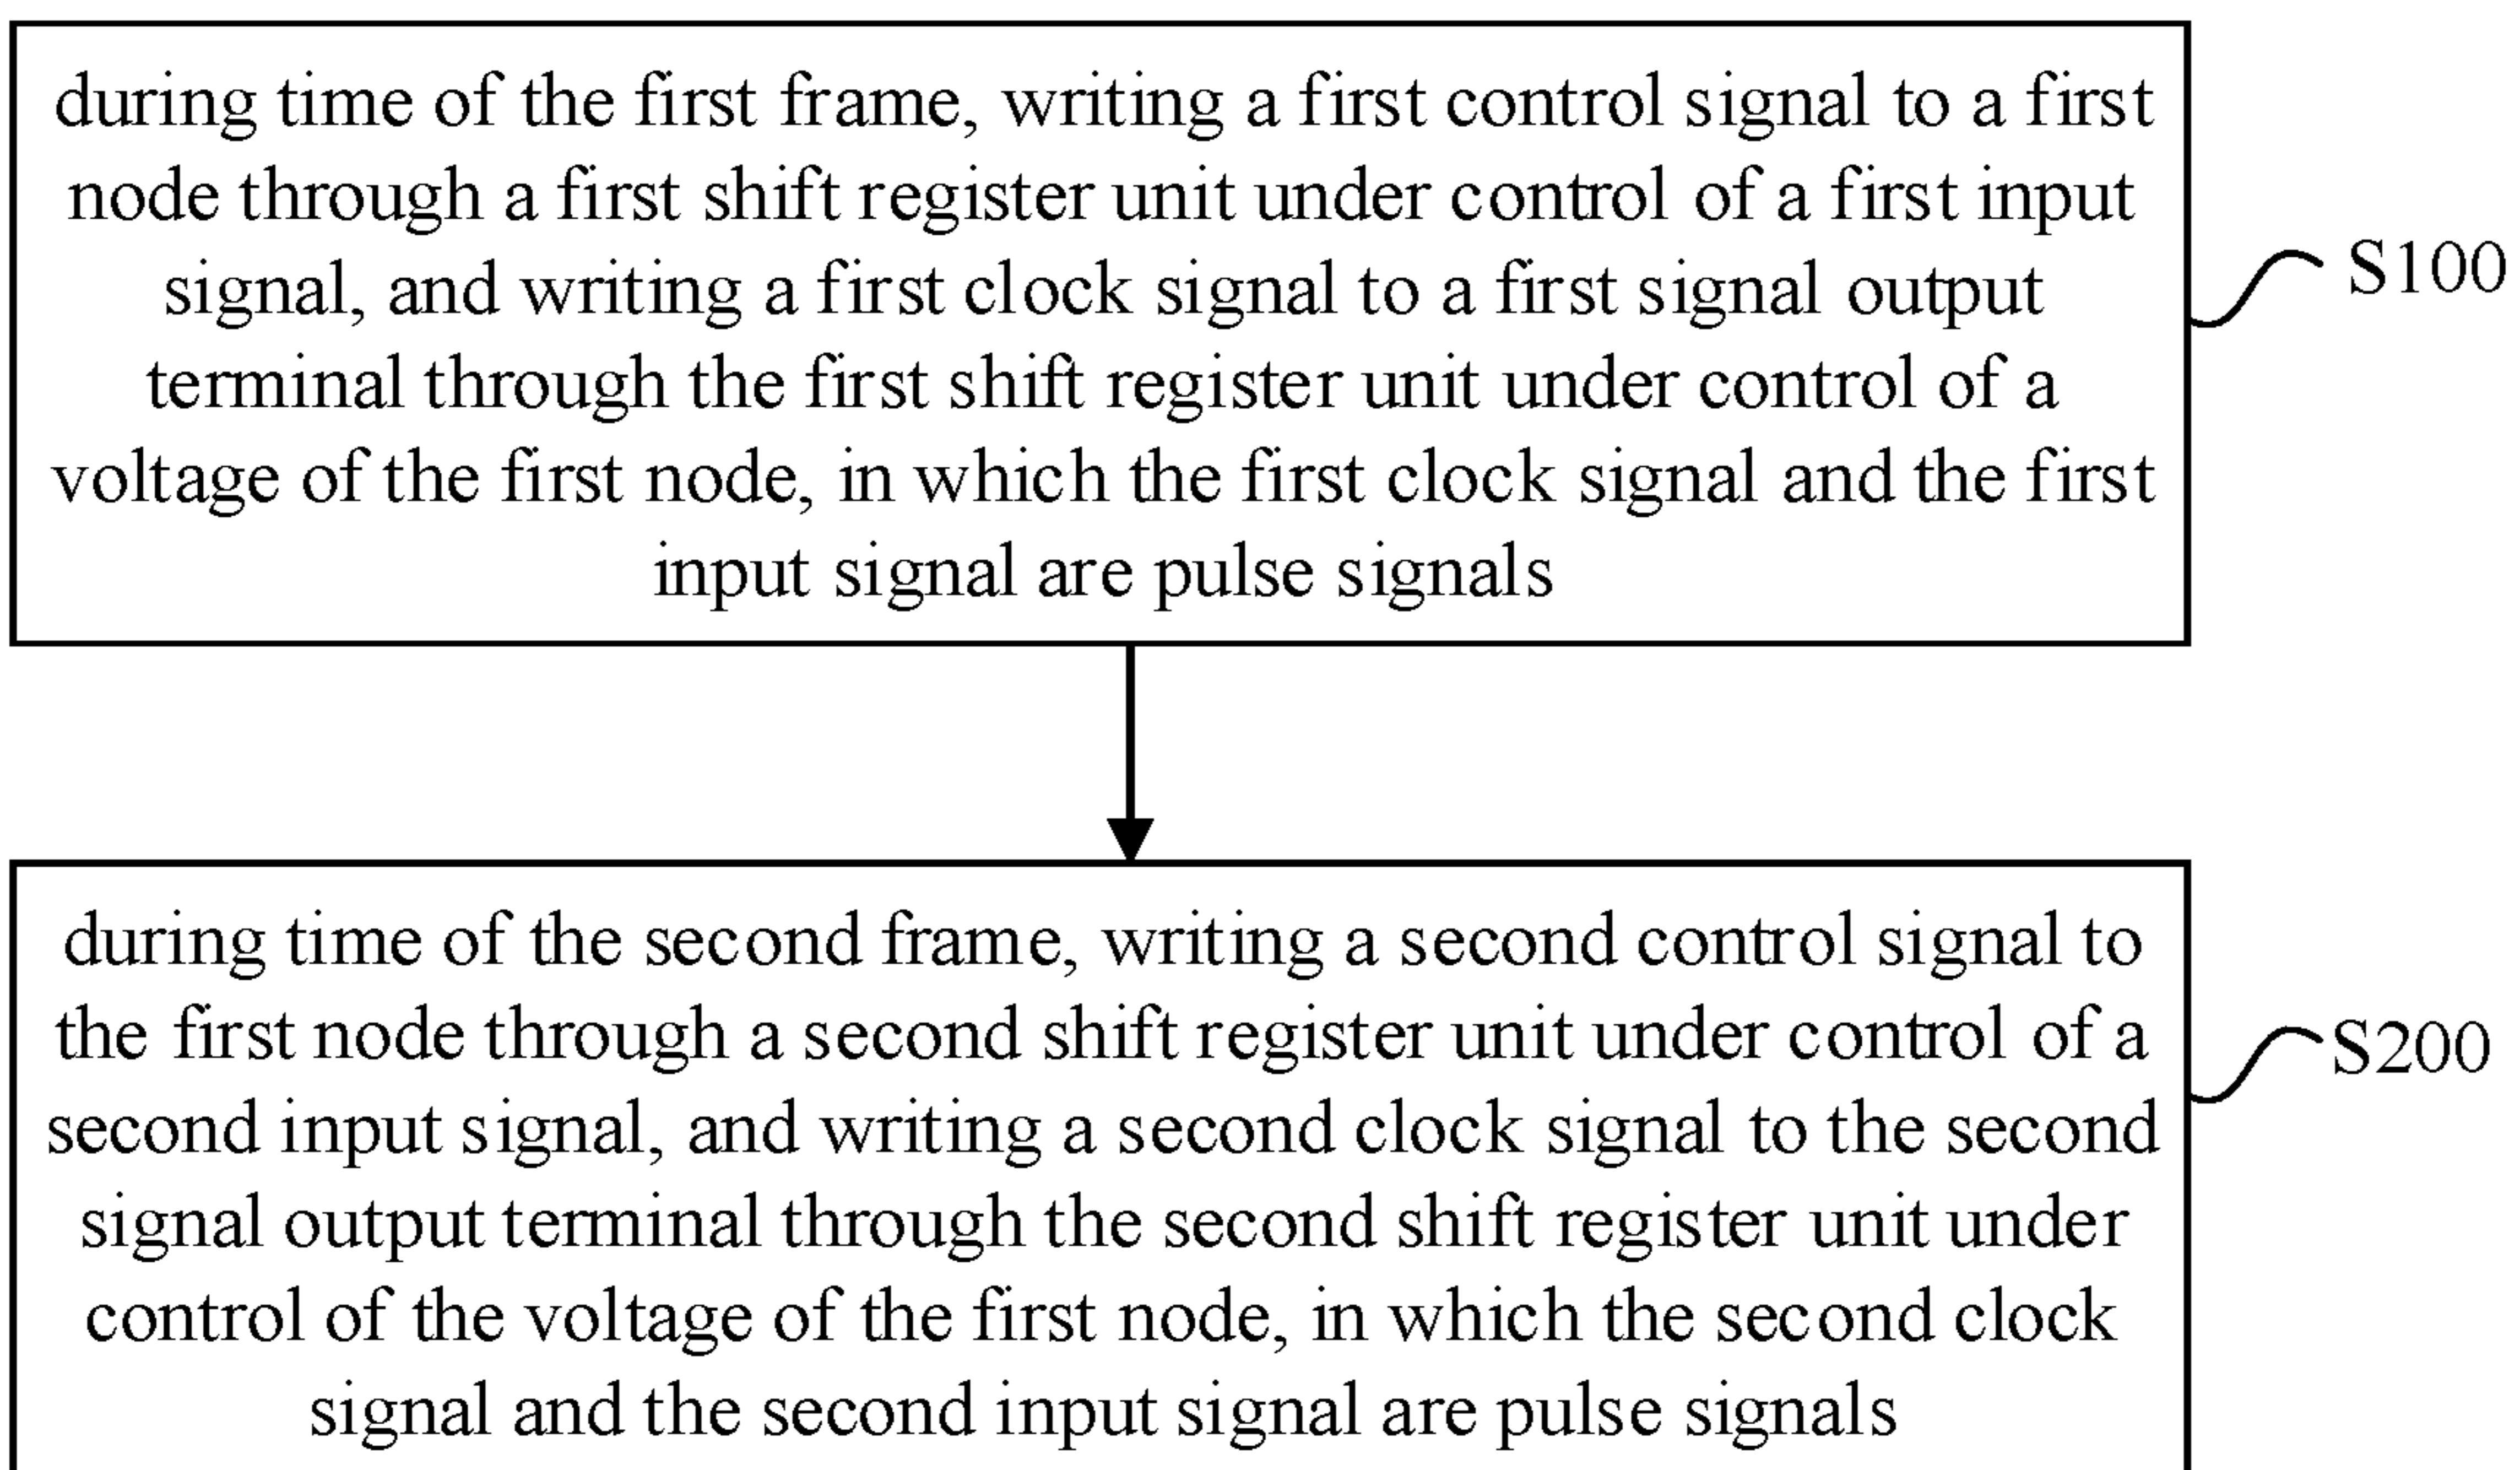 during time of the first frame, writing a first control signal to a first
node through a first shift register unit under control of a first input
signal, and writing a first clock signal to a first signal output
terminal through the first shift register unit under control of a
voltage of the first node, in which the first clock signal and the first
input signal are pulse signals
S100
during time of the second frame, writing a second control signal to
the first node through a second shift register unit under control of a
second input signal, and writing a second clock signal to the second
signal output terminal through the second shift register unit under
control of the voltage of the first node, in which the second clock
signal and the second input signal are pulse signals
S200